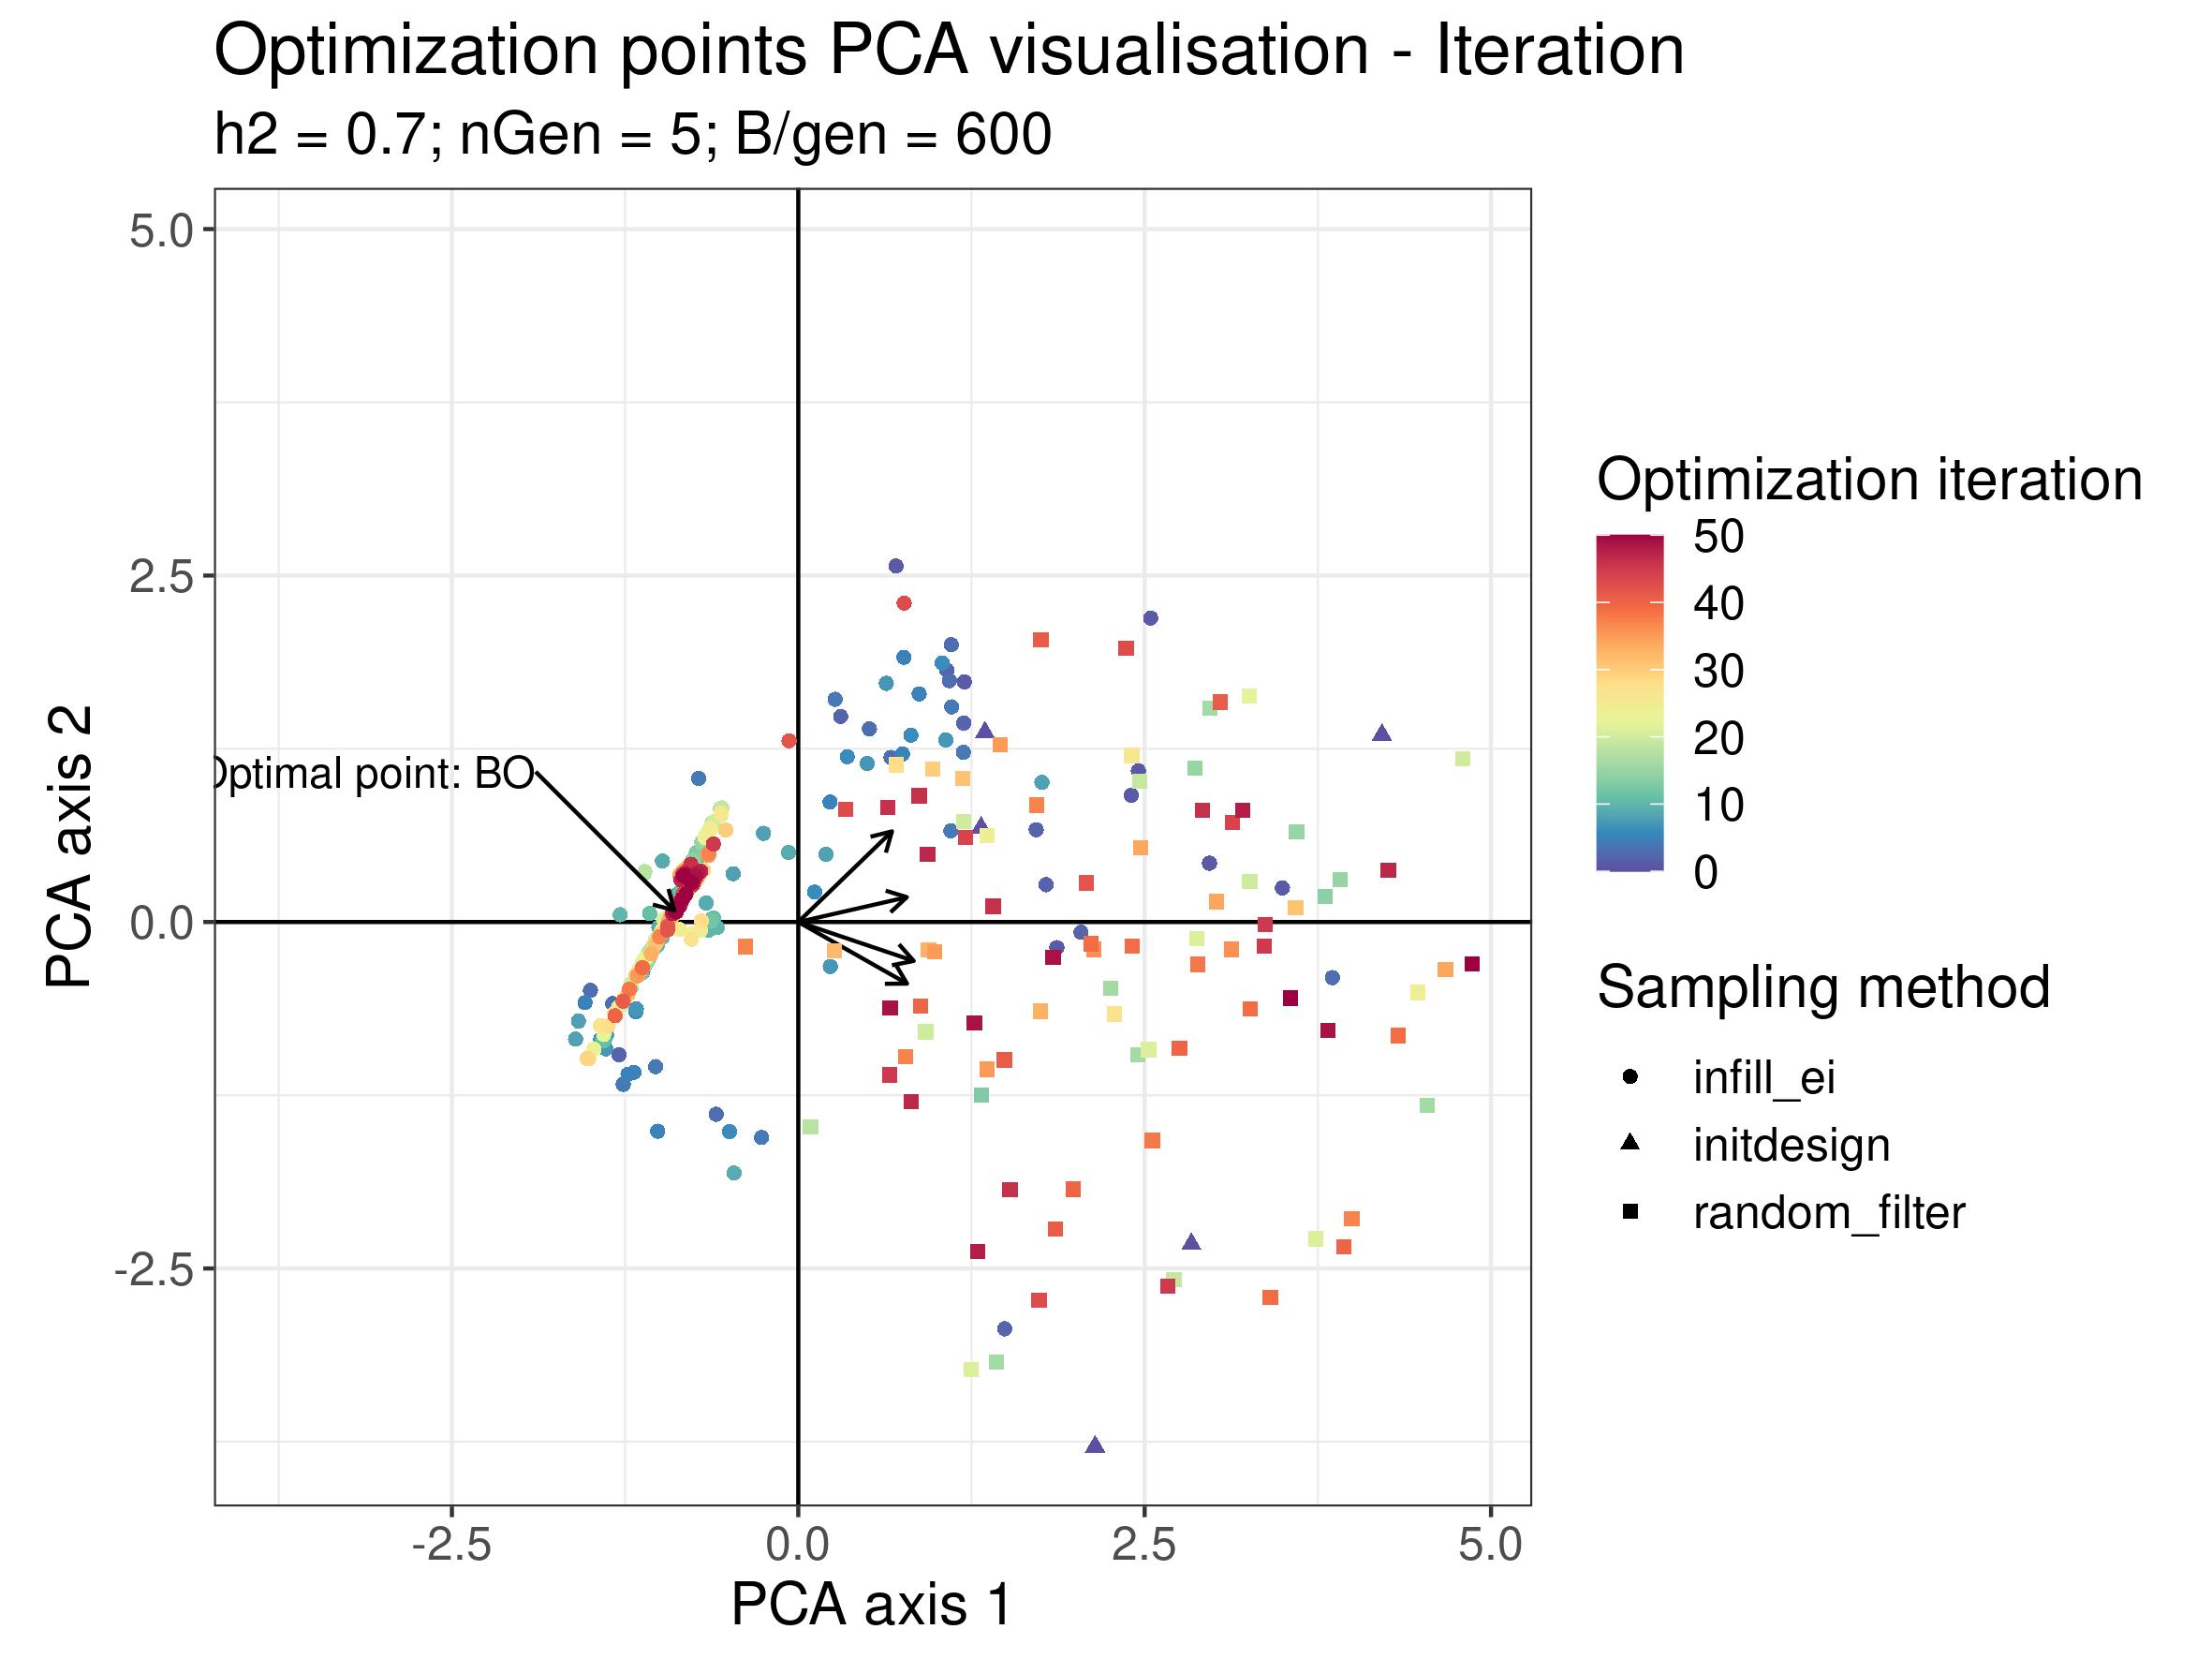 Optimization points PCA visualisation - Iteration
h2 = 0.7; nGen = 5; B/gen = 600
5.0
2.5
0.0
-2.5
PCA axis 2
Optimal point: BO
-2.5
0.0
2.5
5.0
PCA axis 1
Optimization iteration
50
40
30
20
10
0
Sampling method
infill_ei
initdesign
random_filter